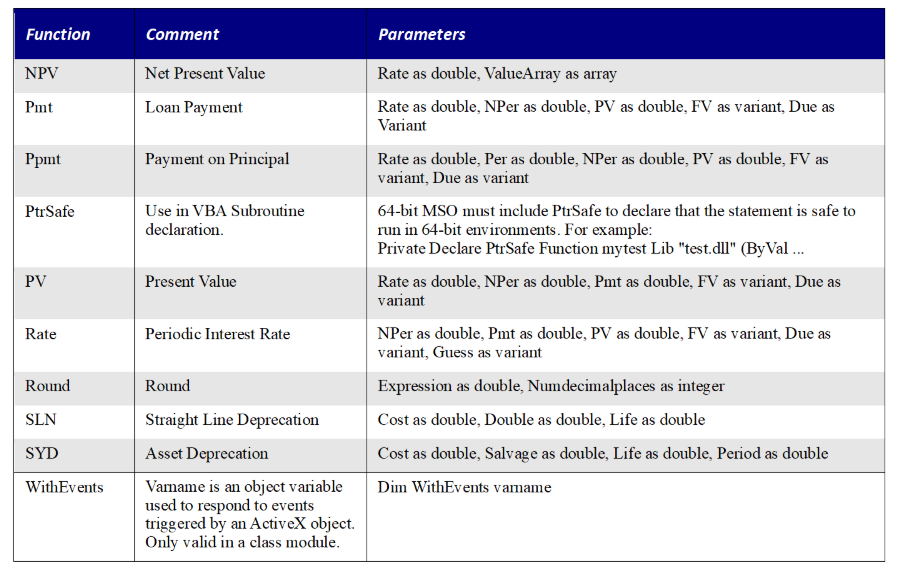 Function Comment Parameters
NPV Net Present Value Rate as double, ValueArray as array
Pmt Loan Payment Rate as double, NPer as double, PV as double, FV as variant, Due as
Variant
Ppmt Payment on Principal Rate as double, Per as double, NPer as double, PV as double, FV as
variant, Due as variant
PtrSafe Use in VBA Subroutine 64-bit MSO must include PtrSafe to declare that the statement is safe to
declaration. run in 64-bit environments. For example:
Private Declare PtrSafe Function mytest Lib "test.dll" (ByVal ...
PV Present Value Rate as double, NPer as double, Pmt as double, FV as variant, Due as
variant
Rate Periodic Interest Rate NPer as double, Pmt as double, PV as double, FV as variant, Due as
variant, Guess as variant
Round Round Expression as double, Numdecimalplaces as integer
SLN Straight Line Deprecation Cost as double, Double as double, Life as double
SYD Asset Deprecation Cost as double, Salvage as double, Life as double, Period as double
WithEvents Varname is an object variable Dim WithEvents varname
used to respond to events
triggered by an ActiveX object.
Only valid in a class module.